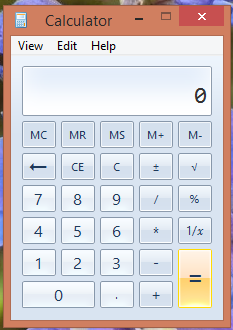 Calculator
View Edit Help
0
MC MR MS M+ M-
← CE C ± √
7 8 9 / %
4 5 6 * 1/x
1 2 3 - =
0 . +